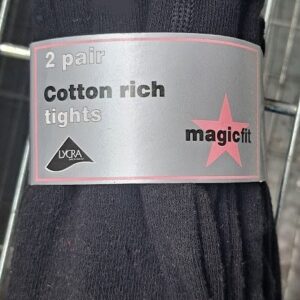 2 pair
Cotton rich
tights
magicfit
LYCRA